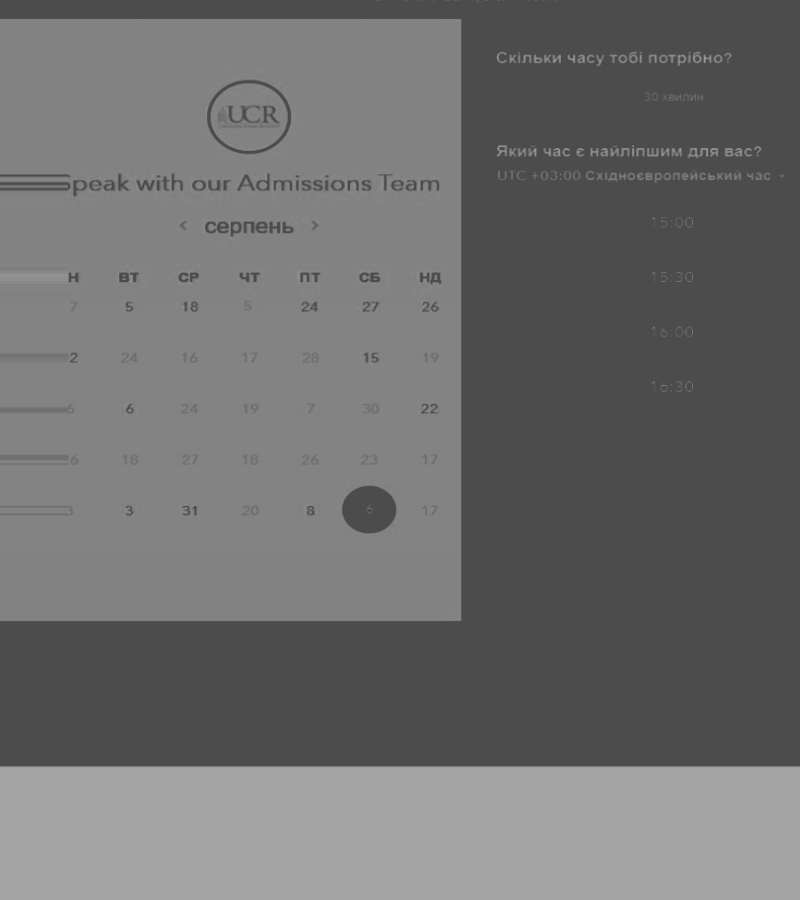 UCR
peak with our Admissions Team
< серпень >
Н ВТ СР ЧТ ПТ СБ НД
7 5 18 5 24 27 26
2 24 16 17 28 15 19
6 24 19 7 30 22
6 18 27 18 26 23 17
3 31 20 8 6 17
Скільки часу тобі потрібно?
30 хвилин
Який час є найліпшим для вас?
UTC +03:00 Східноєвропейський час
15:00
15:30
16:00
16:30